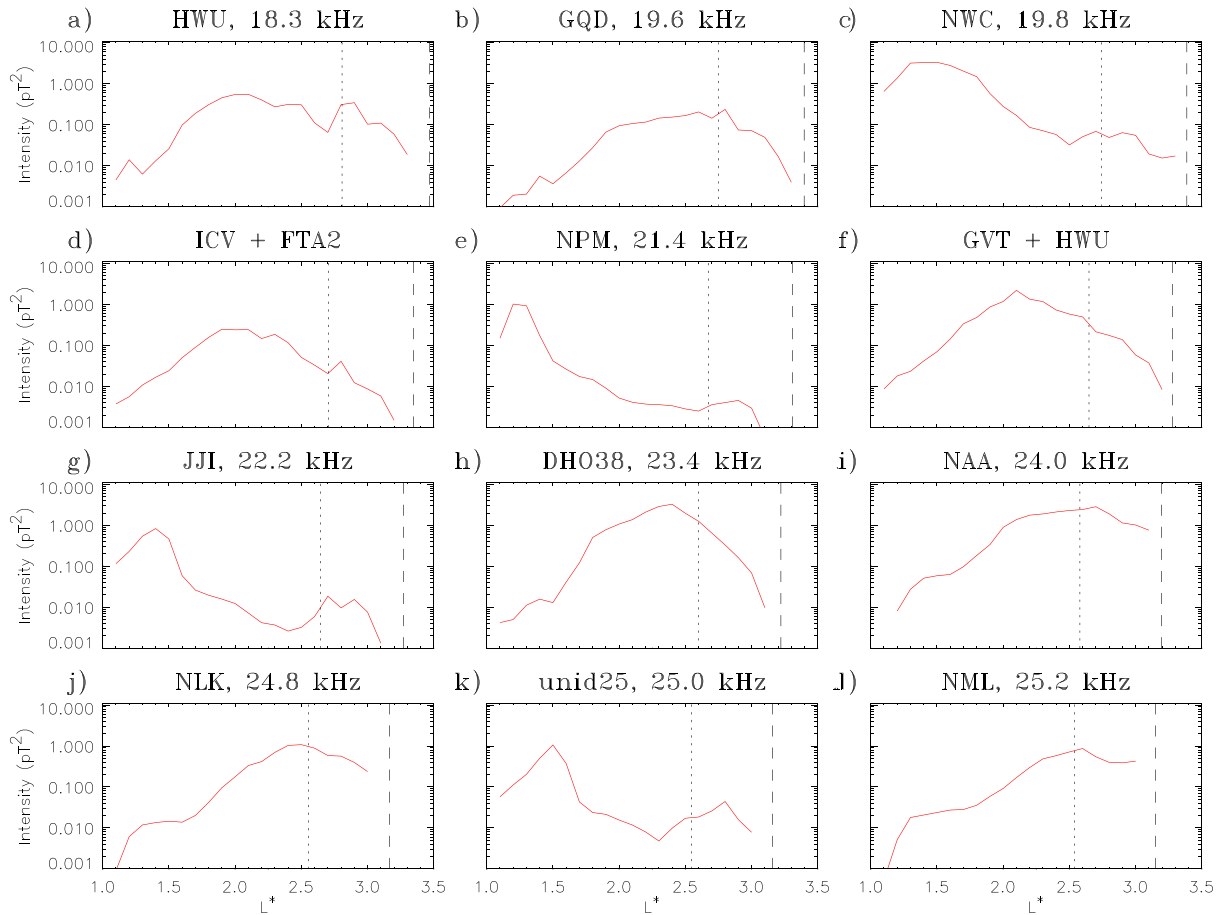 a) HWU, 18.3 kHz b) GQD, 19.6 kHz c) NWC, 19.8 kHz
10.000
1.000
0.100
0.010
0.001
Intensity (pT²)
d) ICV + FTA2 e) NPM, 21.4 kHz f) GVT + HWU
10.000
1.000
0.100
0.010
0.001
Intensity (pT²)
g) JJI, 22.2 kHz h) DHO38, 23.4 kHz i) NAA, 24.0 kHz
10.000
1.000
0.100
0.010
0.001
Intensity (pT²)
j) NLK, 24.8 kHz k) unid25, 25.0 kHz l) NML, 25.2 kHz
10.000
1.000
0.100
0.010
0.001
Intensity (pT²)
1.0 1.5 2.0 2.5 3.0 3.5 1.0 1.5 2.0 2.5 3.0 3.5 1.0 1.5 2.0 2.5 3.0 3.5
L* L* L*